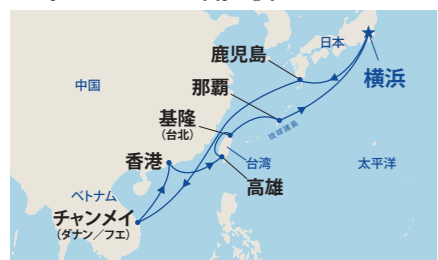 日本
鹿児島
横浜
那覇
中国
基隆
(台北)
琉球諸島
香港
台湾
太平洋
高雄
ベトナム
チャンメイ
(ダナン／フエ)